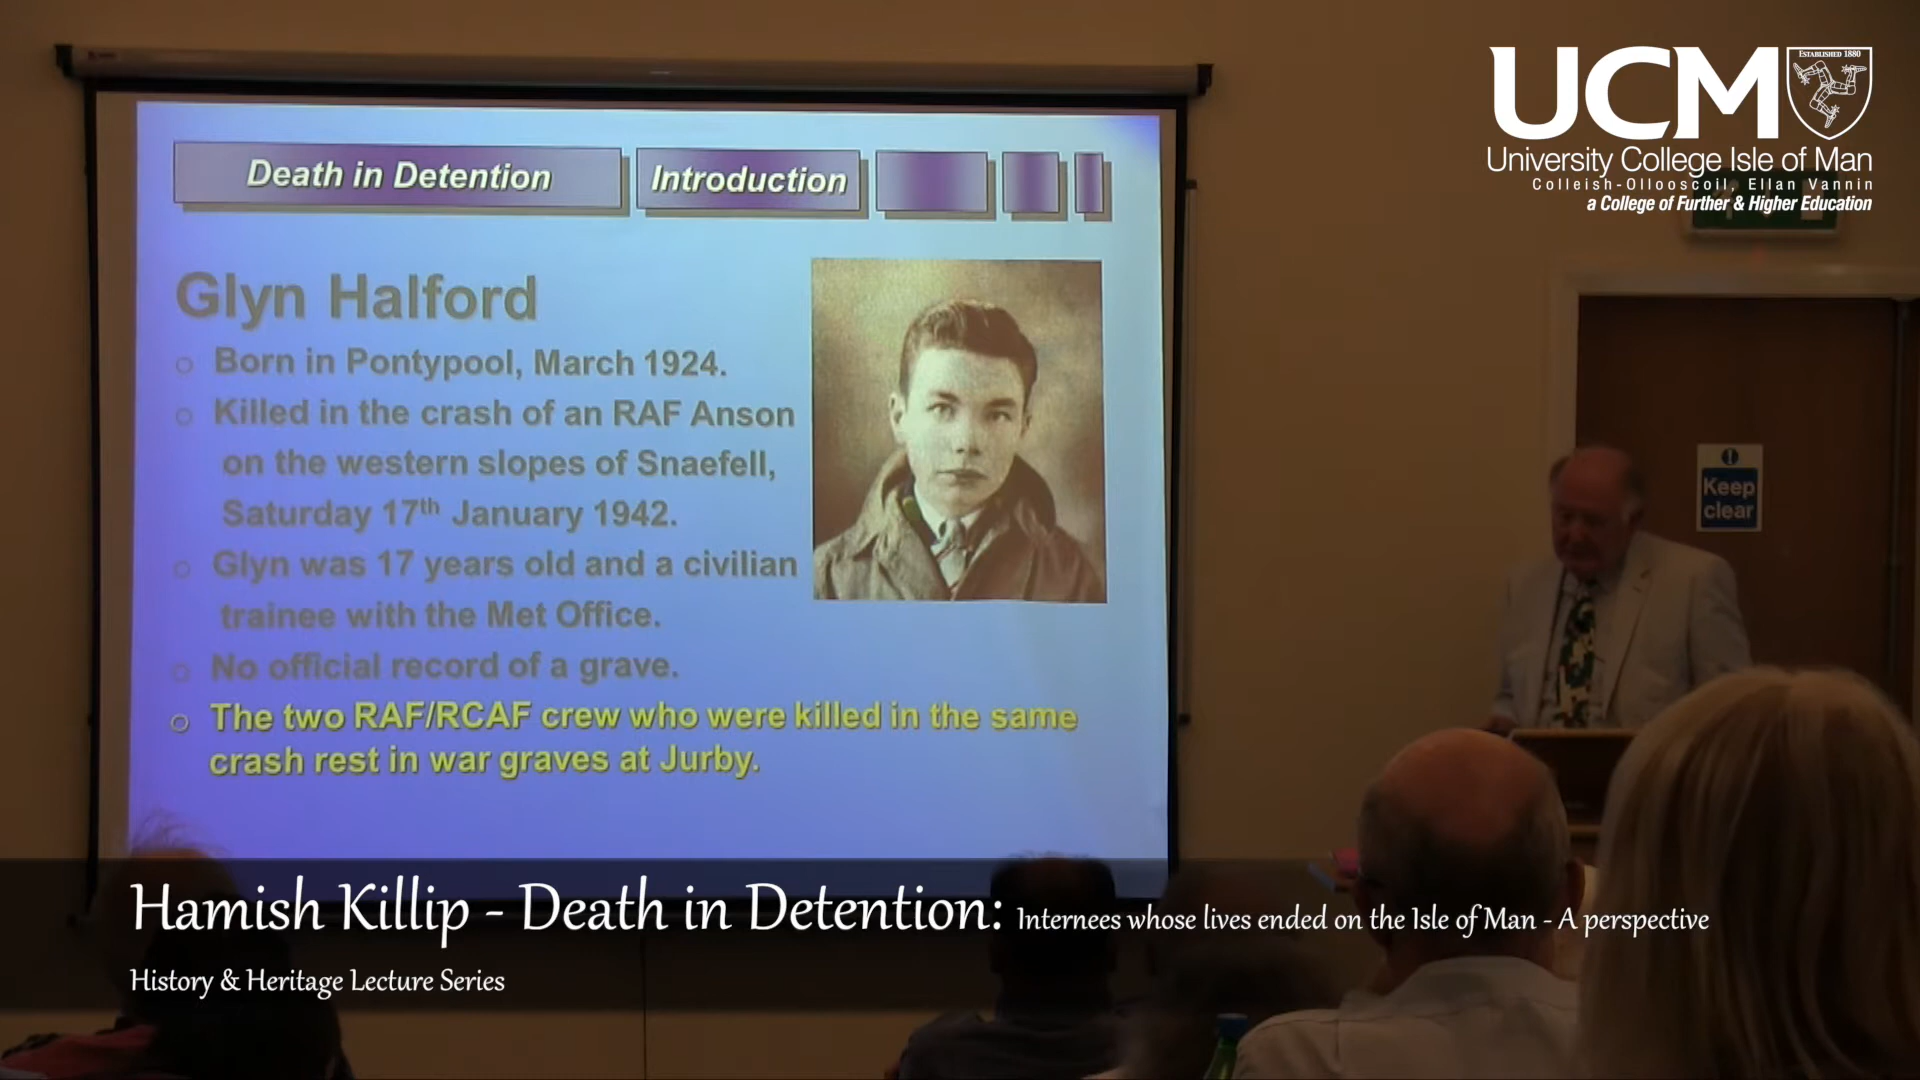 Death in Detention
Introduction
Glyn Halford
Born in Pontypool, March 1924.
Killed in the crash of an RAF Anson
on the western slopes of Snaefell,
Saturday 17th January 1942.
Glyn was 17 years old and a civilian
trainee with the Met Office.
No official record of a grave.
The two RAF/RCAF crew who were killed in the same
crash rest in war graves at Jurby.
UCM
ESTABLISHED 1880
University College Isle of Man
Colleish-Ollooscoil, Ellan Vannin
a College of Further & Higher Education
Keep
clear
Hamish Killip - Death in Detention: Internees whose lives ended on the Isle of Man - A perspective
History & Heritage Lecture Series